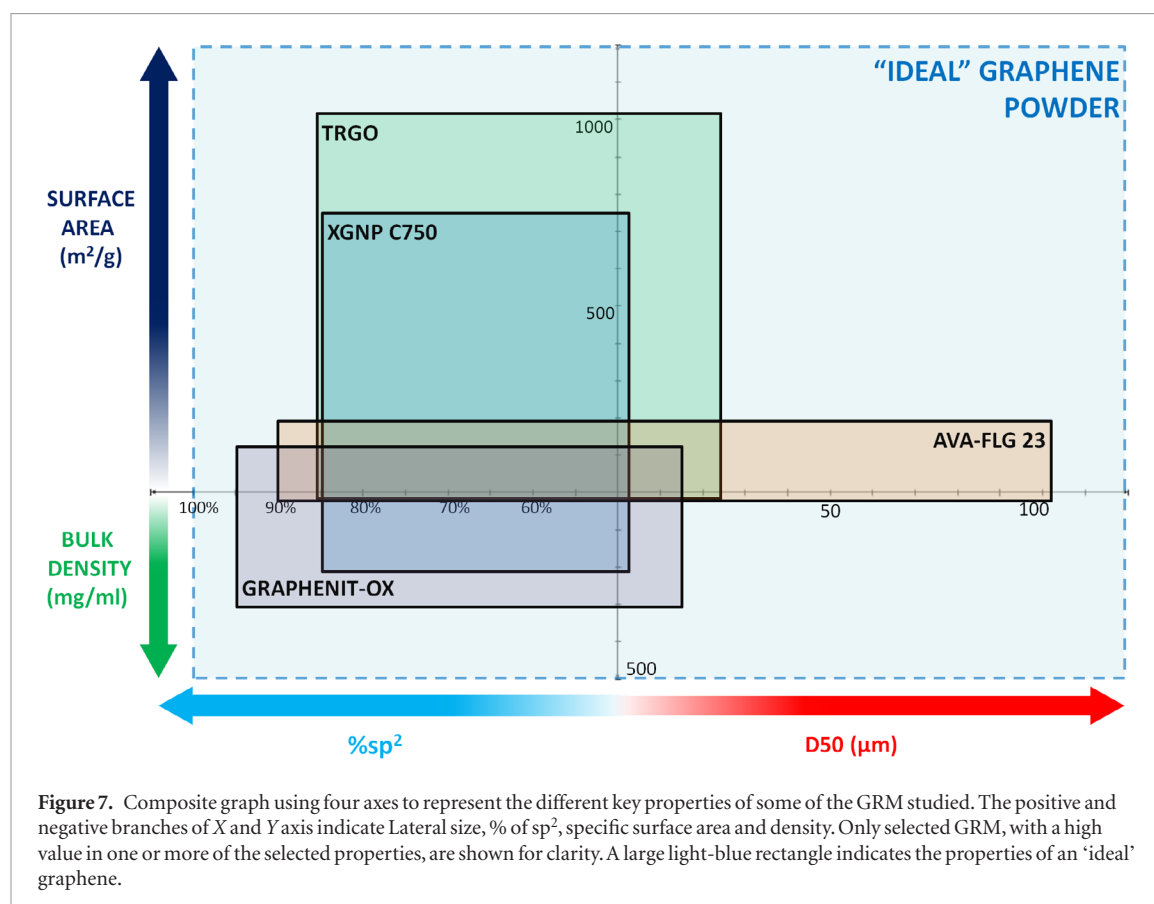 “IDEAL” GRAPHENE
POWDER
TRGO
1000
SURFACE
AREA
(m²/g)
XGNP C750
500
AVA-FLG 23
100%
90%
80%
70%
60%
50
100
BULK
DENSITY
(mg/ml)
GRAPHENIT-OX
500
%sp²
D50 (µm)
Figure 7. Composite graph using four axes to represent the different key properties of some of the GRM studied. The positive and
negative branches of X and Y axis indicate Lateral size, % of sp², specific surface area and density. Only selected GRM, with a high
value in one or more of the selected properties, are shown for clarity. A large light-blue rectangle indicates the properties of an ‘ideal’
graphene.